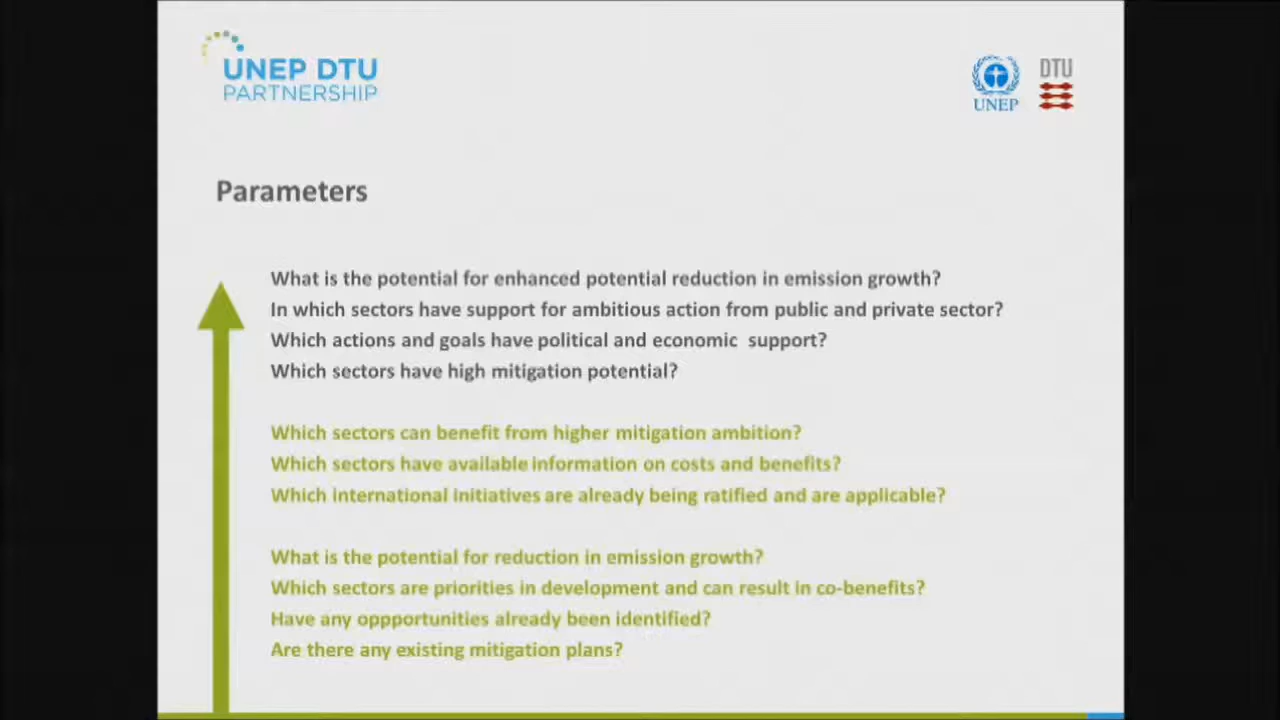 UNEP DTU
PARTNERSHIP
UNEP
DTU
Parameters
What is the potential for enhanced potential reduction in emission growth?
In which sectors have support for ambitious action from public and private sector?
Which actions and goals have political and economic support?
Which sectors have high mitigation potential?
Which sectors can benefit from higher mitigation ambition?
Which sectors have available information on costs and benefits?
Which international initiatives are already being ratified and are applicable?
What is the potential for reduction in emission growth?
Which sectors are priorities in development and can result in co-benefits?
Have any oppportunities already been identified?
Are there any existing mitigation plans?